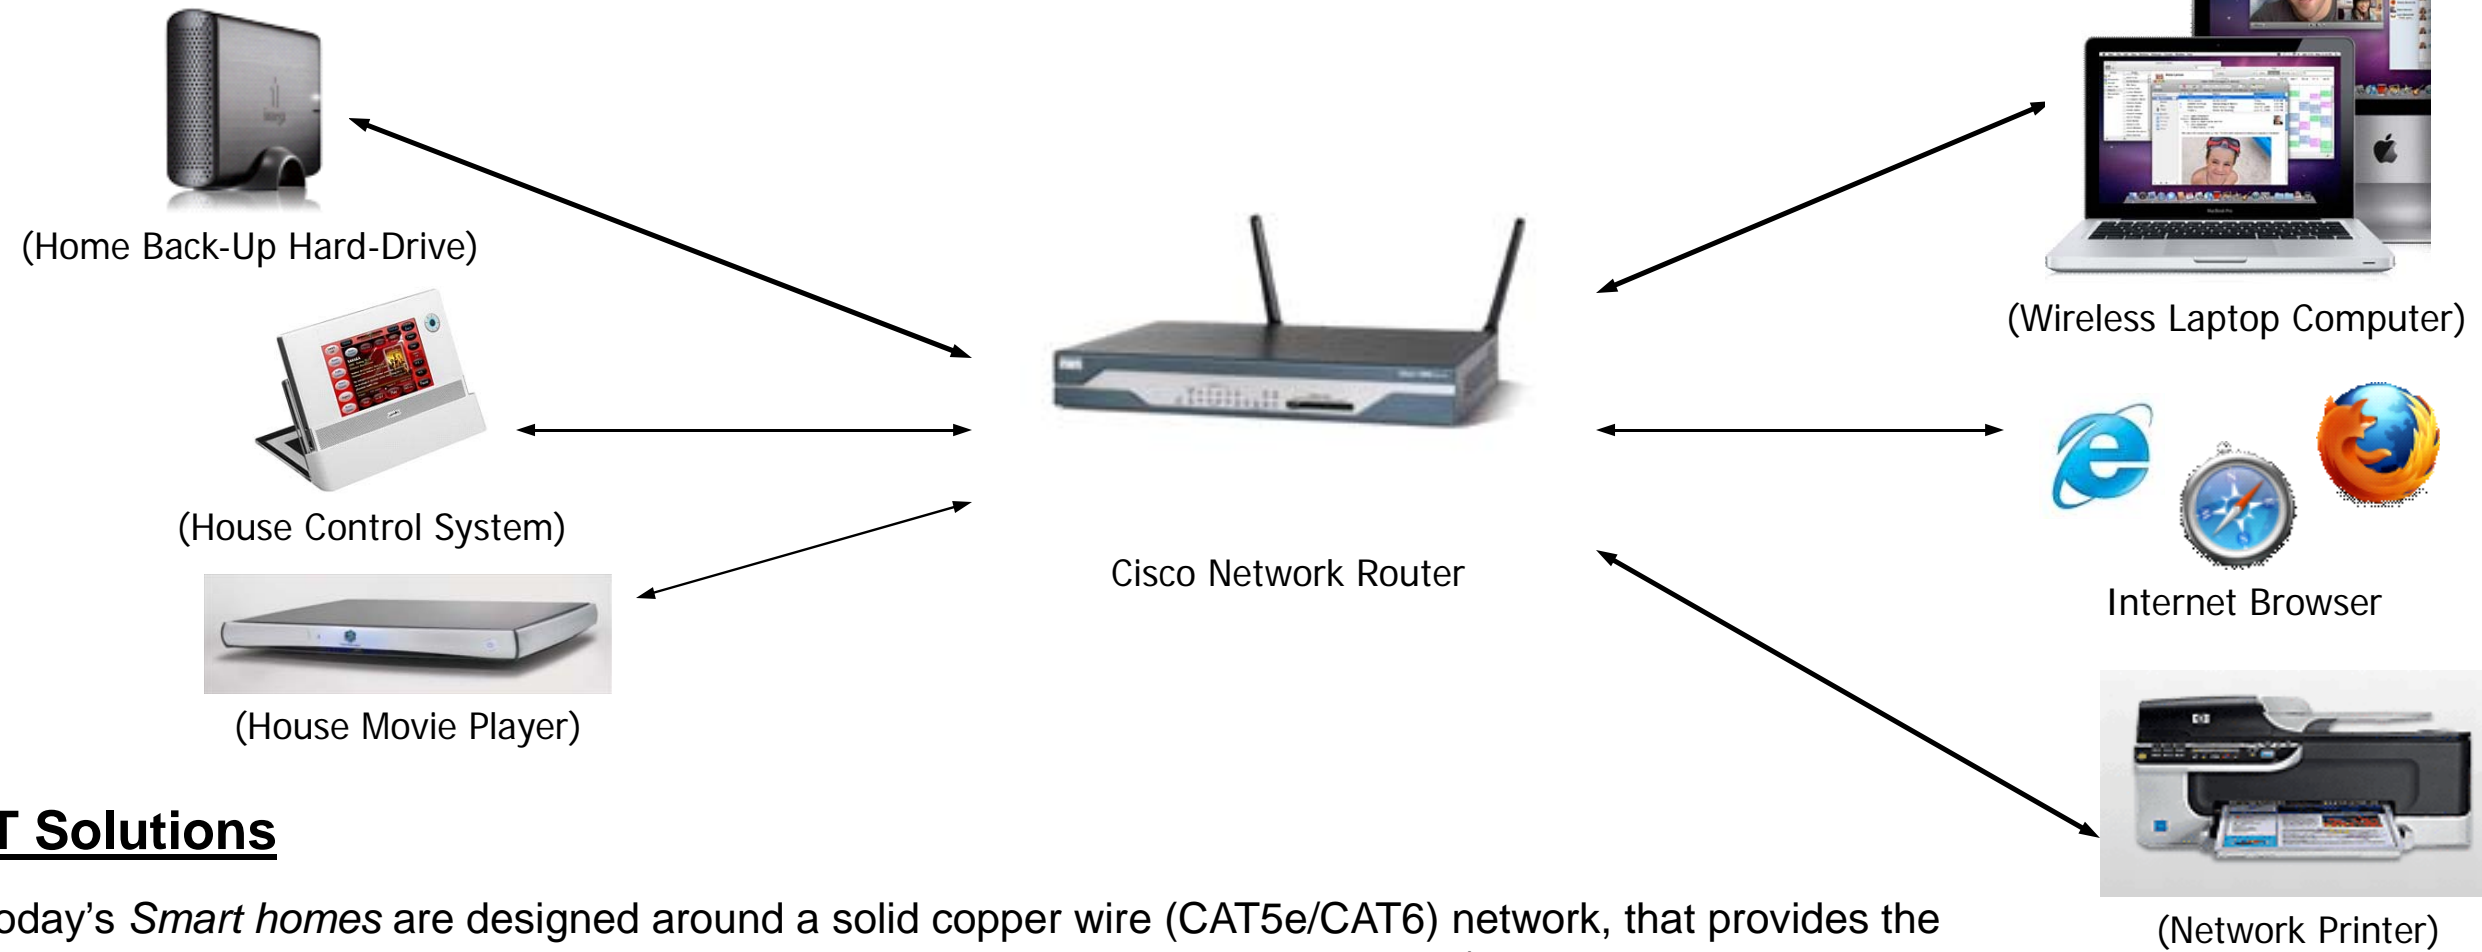 (Home Back-Up Hard-Drive)
(Wireless Laptop Computer)
(House Control System)
Cisco Network Router
Internet Browser
(House Movie Player)
T Solutions
oday's Smart homes are designed around a solid copper wire (CAT5e/CAT6) network, that provides the
(Network Printer)